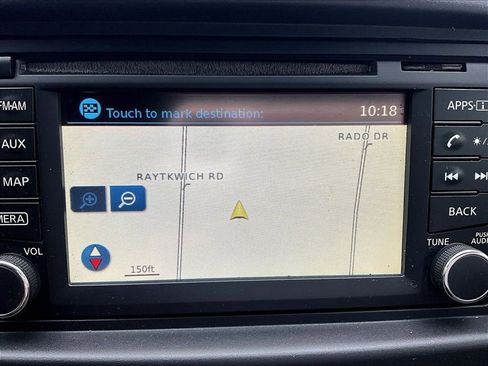 Touch to mark destination: 10:18
FM·AM
APPS·
AUX
RADO DR
RAYTKWICH RD
MAP
BACK
VOL
150ft
TUNE
PUSH